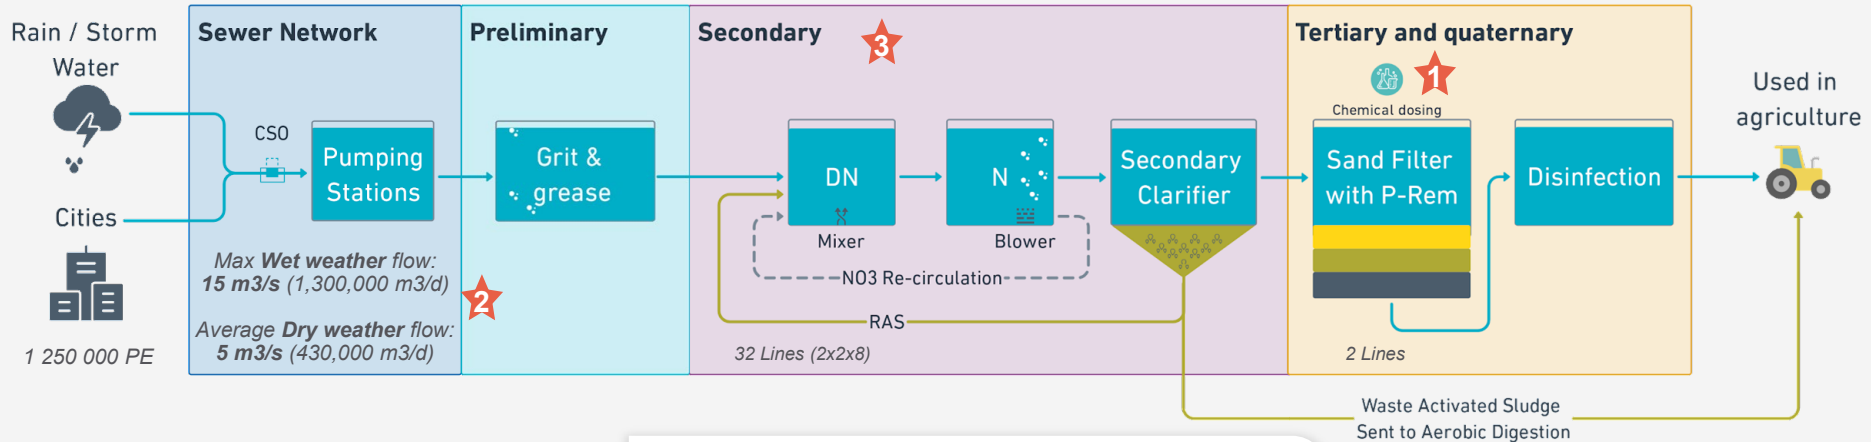 Rain / Storm
Water
Cities
1 250 000 PE
Sewer Network
CSO
Pumping
Stations
Max Wet weather flow:
15 m3/s (1,300,000 m3/d)
Average Dry weather flow:
5 m3/s (430,000 m3/d)
2
Preliminary
Grit &
grease
Secondary
3
DN
Mixer
N
Blower
NO3 Re-circulation
RAS
32 Lines (2x2x8)
Secondary
Clarifier
Tertiary and quaternary
1
Chemical dosing
Sand Filter
with P-Rem
2 Lines
Disinfection
Used in
agriculture
Waste Activated Sludge
Sent to Aerobic Digestion